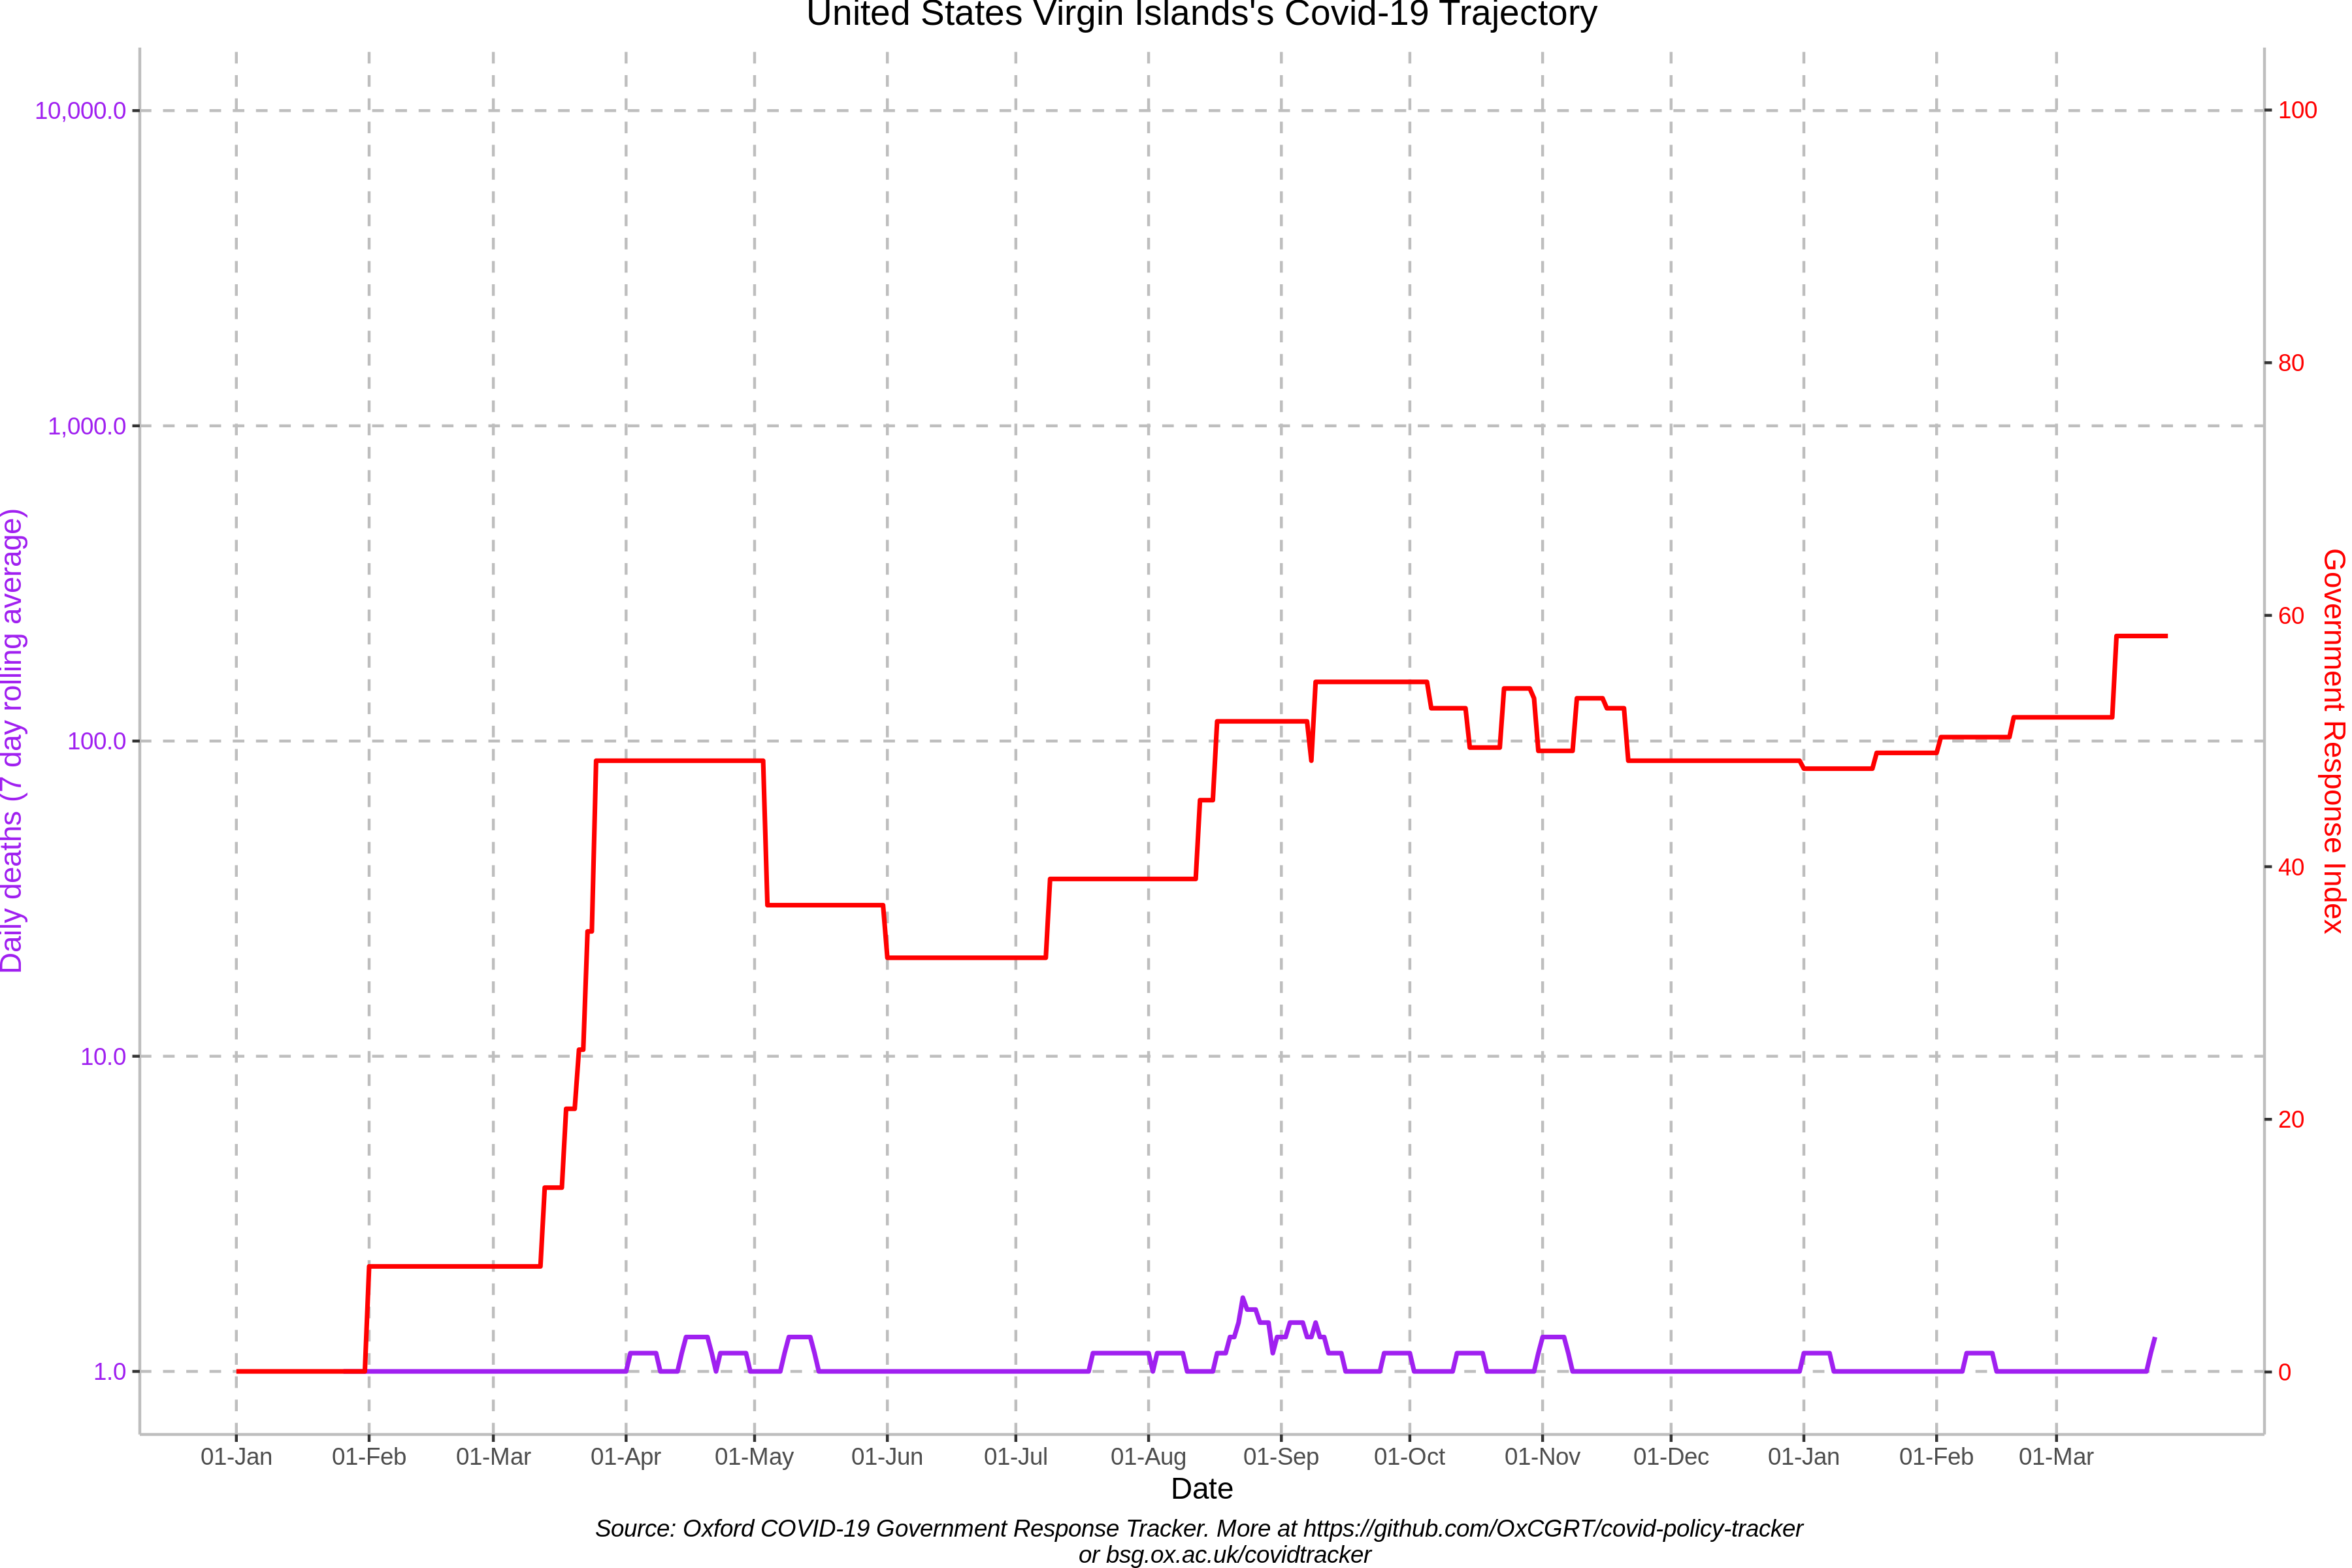 United States Virgin Islands's Covid-19 Trajectory
10,000.0
1,000.0
100.0
10.0
1.0
Daily deaths (7 day rolling average)
100
80
60
40
20
0
Government Response Index
01-Jan 01-Feb 01-Mar 01-Apr 01-May 01-Jun 01-Jul 01-Aug 01-Sep 01-Oct 01-Nov 01-Dec 01-Jan 01-Feb 01-Mar
Date
Source: Oxford COVID-19 Government Response Tracker. More at https://github.com/OxCGRT/covid-policy-tracker
or bsg.ox.ac.uk/covidtracker